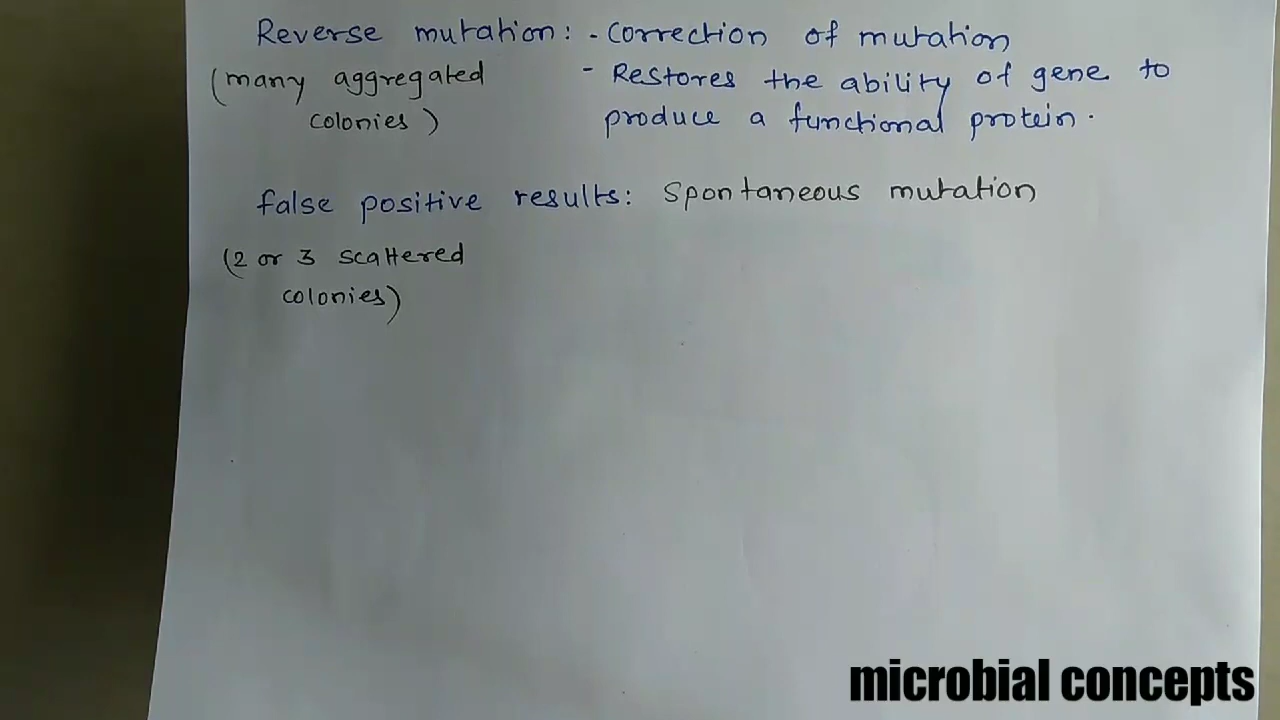 Reverse mutation: - Correction of mutation
(many aggregated colonies)
- Restores the ability of gene to
produce a functional protein.
false positive results: Spontaneous mutation
(2 or 3 scattered
colonies)
microbial concepts